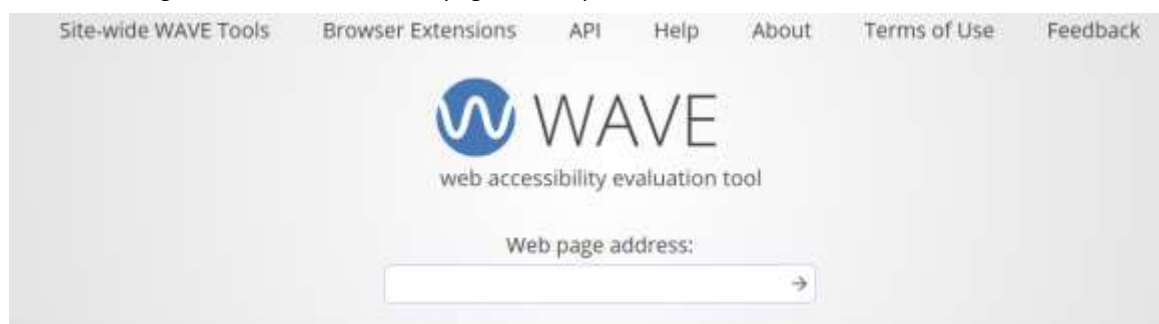 Site-wide WAVE Tools Browser Extensions API Help About Terms of Use Feedback
WAVE
web accessibility evaluation tool
Web page address:
→